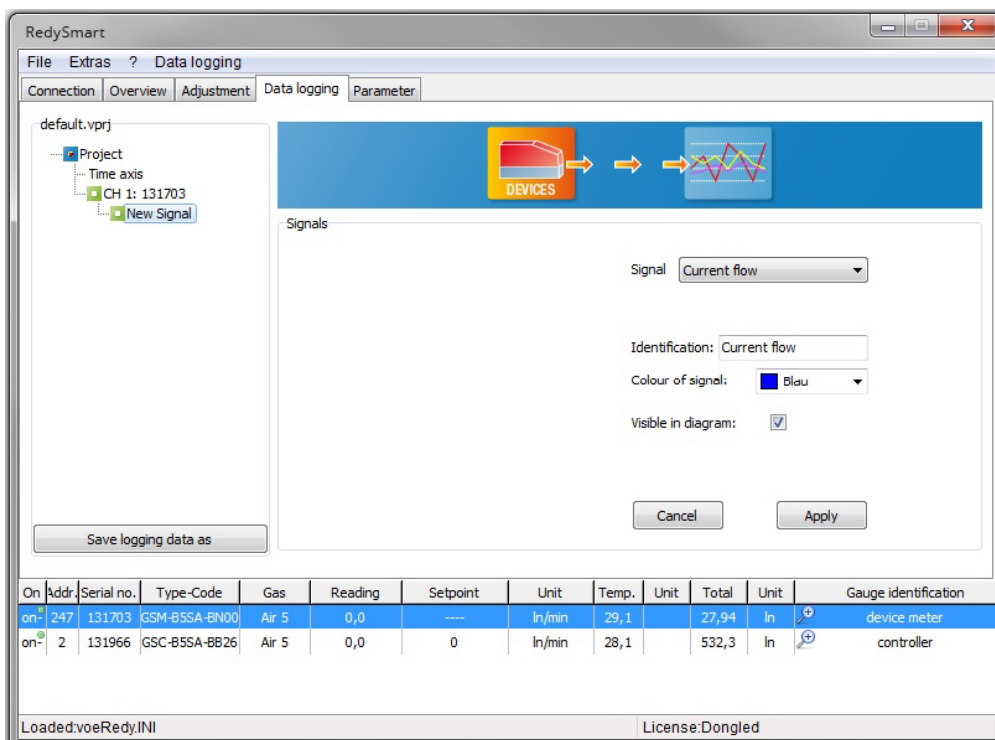 RedySmart
File Extras ? Data logging
Connection Overview Adjustment Data logging Parameter
default.vprj
Project
Time axis
CH 1: 131703
New Signal
DEVICES
Signals
Signal Current flow
Identification: Current flow
Colour of signal: Blau
Visible in diagram:
Cancel Apply
Save logging data as
On Addr. Serial no. Type-Code Gas Reading Setpoint Unit Temp. Unit Total Unit Gauge identification
on- 247 131703 GSM-B5SA-BN00 Air 5 0,0 ---- ln/min 29,1 27,94 ln device meter
on- 2 131966 GSC-B5SA-BB26 Air 5 0,0 0 ln/min 28,1 532,3 ln controller
Loaded:voeRedy.INI License:Dongled